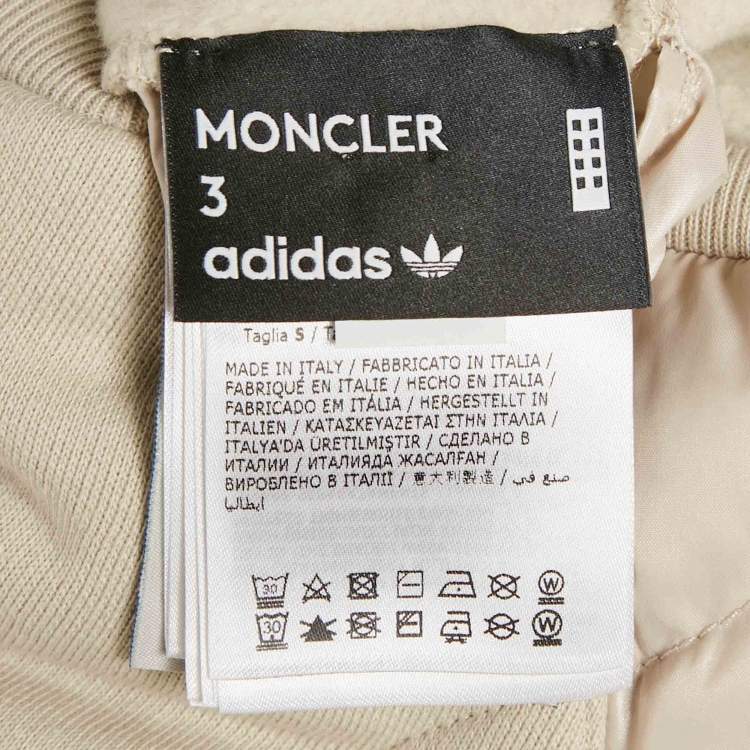 MONCLER
3
adidas
Taglia S / T
MADE IN ITALY / FABBRICATO IN ITALIA /
FABRIQUÉ EN ITALIE / HECHO EN ITALIA /
FABRICADO EM ITÁLIA / HERGESTELLT IN
ITALIEN / ΚΑΤΑΣΚΕΥΑΖΕΤΑΙ ΣΤΗΝ ΙΤΑΛΙΑ /
ITALYA'DA ÜRETILMIŞTIR / СДЕЛАНО В
ИТАЛИИ / ИТАЛИЯДА ЖАСАЛҒАН /
ВИРОБЛЕНО В ІТАЛІЇ / 意大利製造 / صنع في
ايطاليا
30 W
30 W